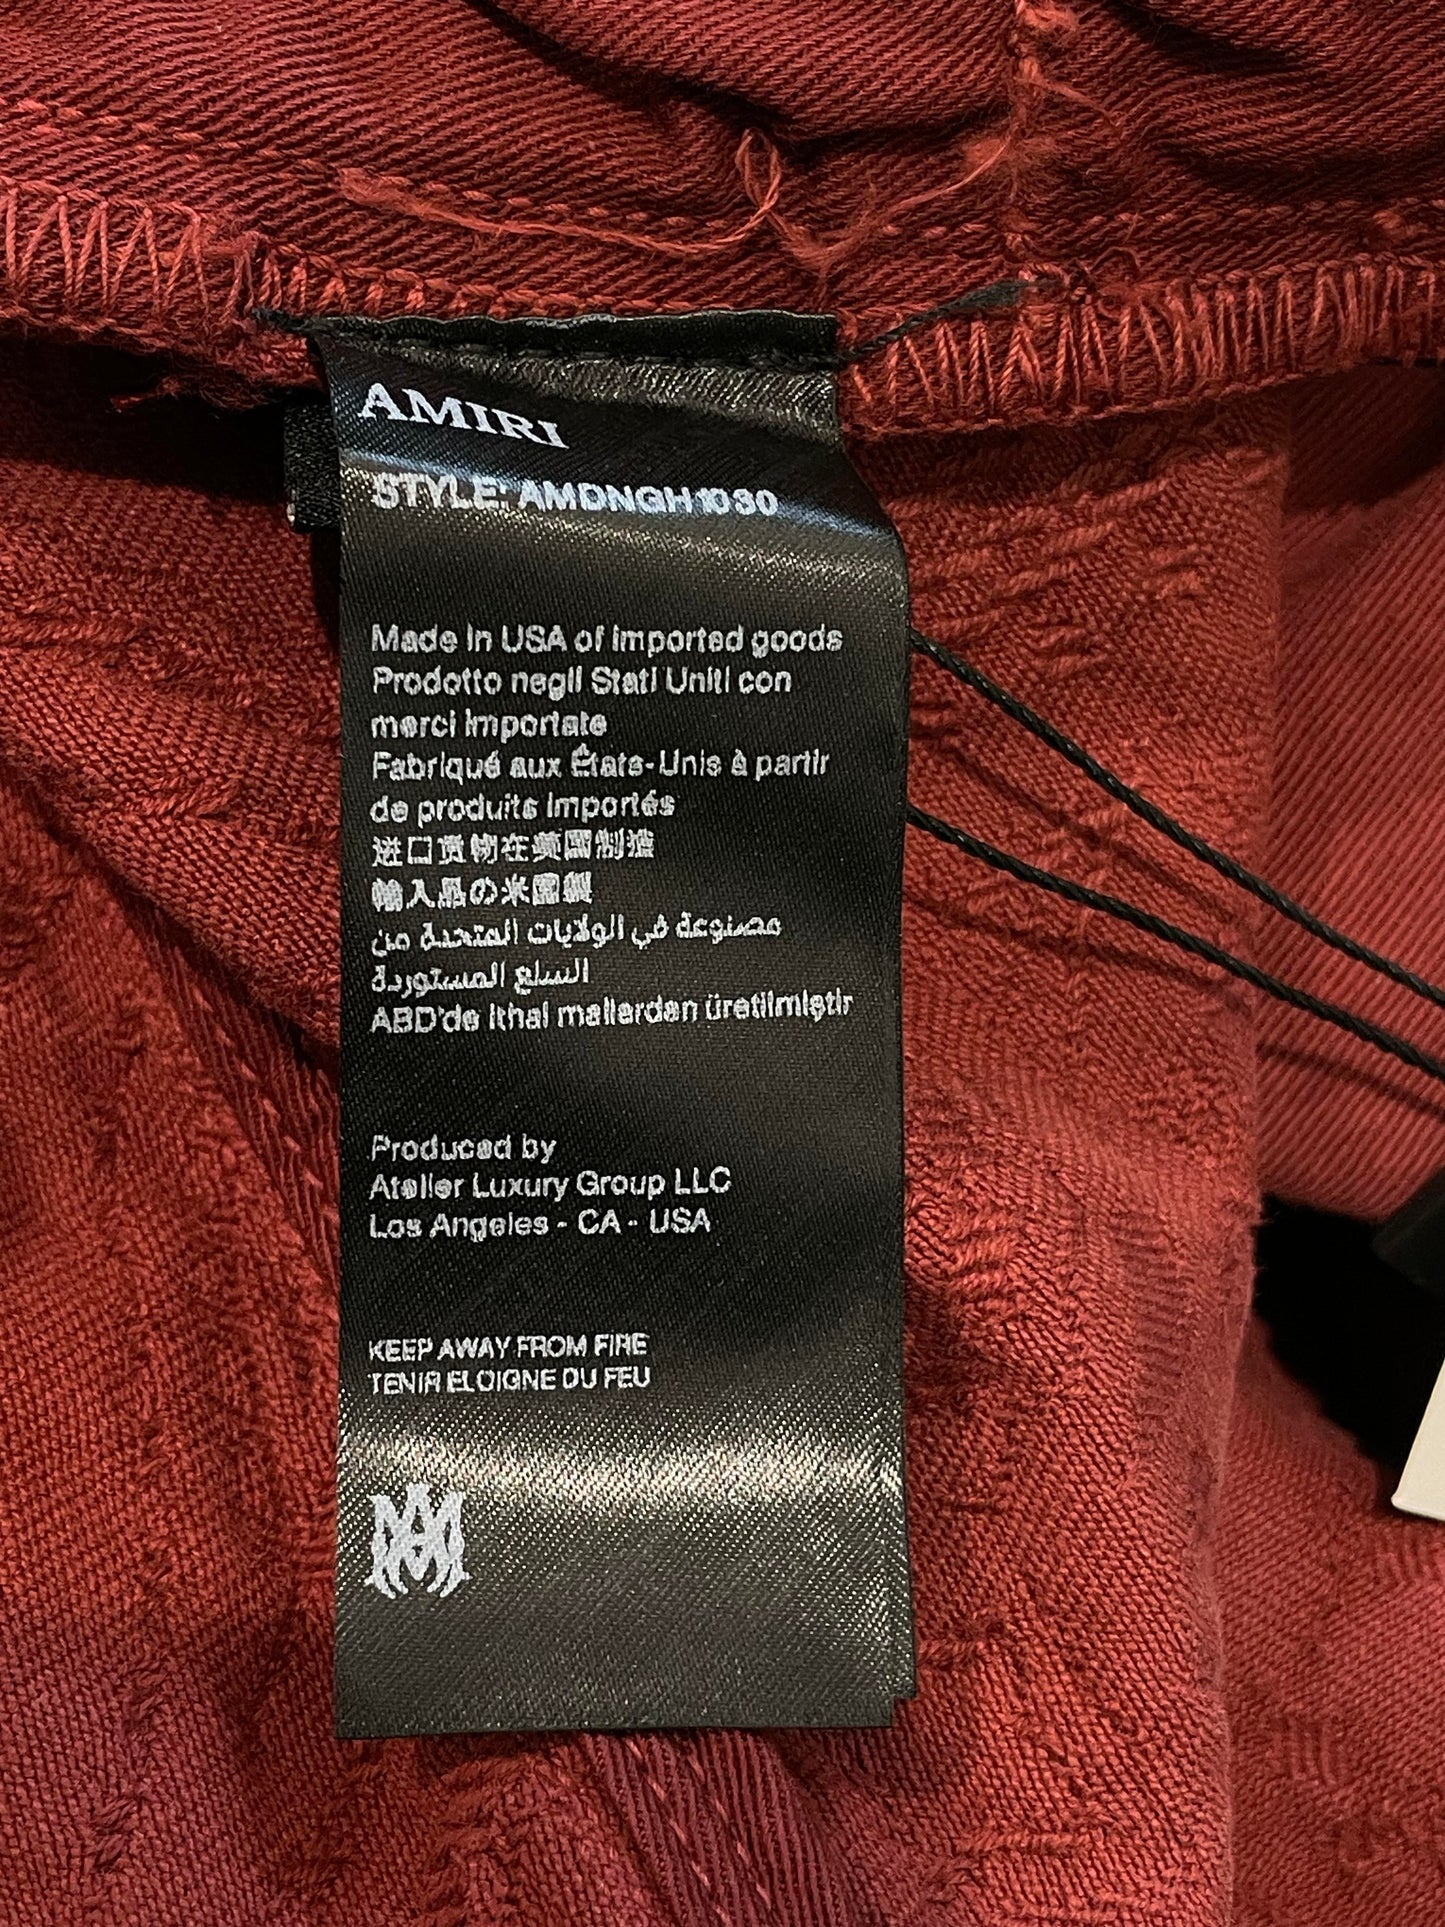 AMIRI
STYLE: AMDNGH1030
Made in USA of imported goods
Prodotto negli Stati Uniti con
merci importate
Fabriqué aux États-Unis à partir
de produits importés
进口货物在美國制造
輸入品の米国製
مصنوعة في الولايات المتحدة من
السلع المستوردة
ABD'de ithal mallardan üretilmiştir
Produced by
Atelier Luxury Group LLC
Los Angeles - CA - USA
KEEP AWAY FROM FIRE
TENIR ELOIGNE DU FEU